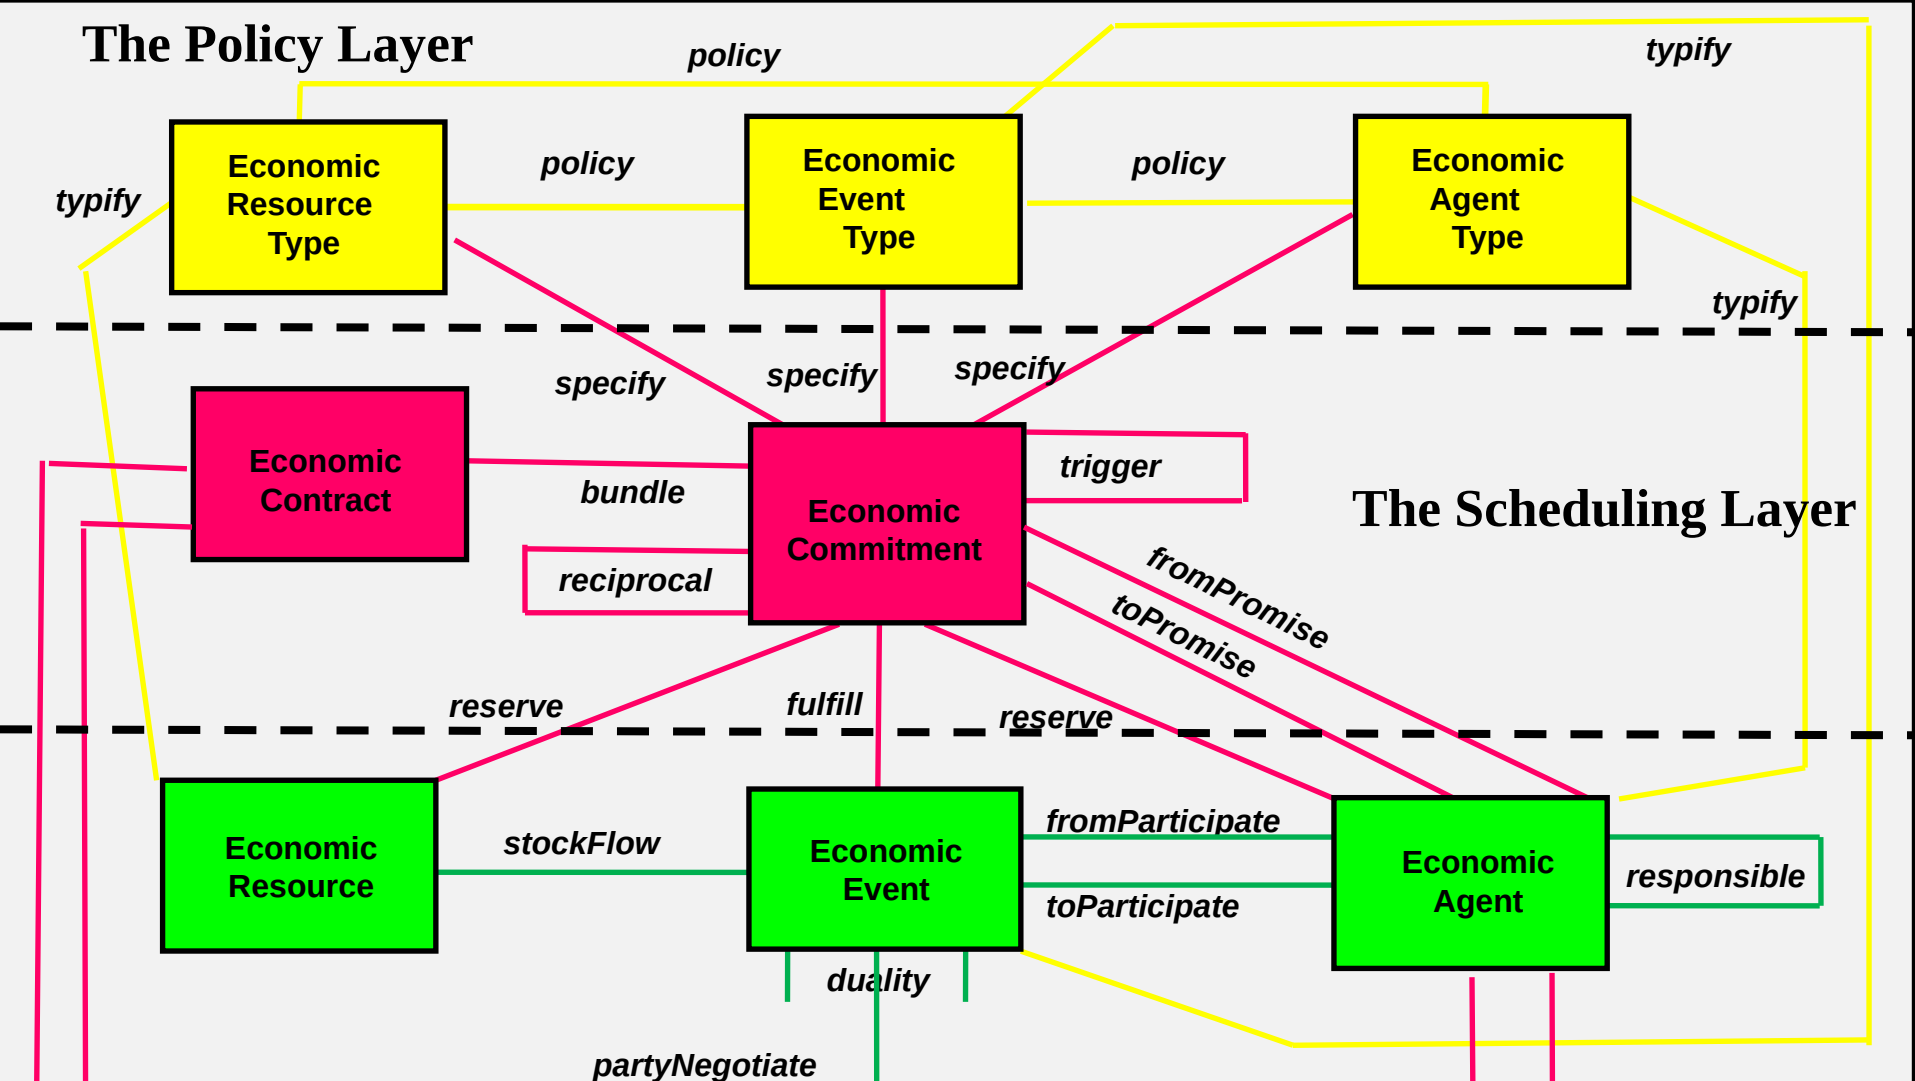 The Policy Layer
policy
typify
policy
policy
typify
typify
Economic
Resource
Type
Economic
Event
Type
Economic
Agent
Type
specify
specify
specify
Economic
Contract
bundle
Economic
Commitment
trigger
reciprocal
The Scheduling Layer
fromPromise
toPromise
reserve
fulfill
reserve
Economic
Resource
stockFlow
Economic
Event
fromParticipate
toParticipate
Economic
Agent
responsible
duality
partyNegotiate